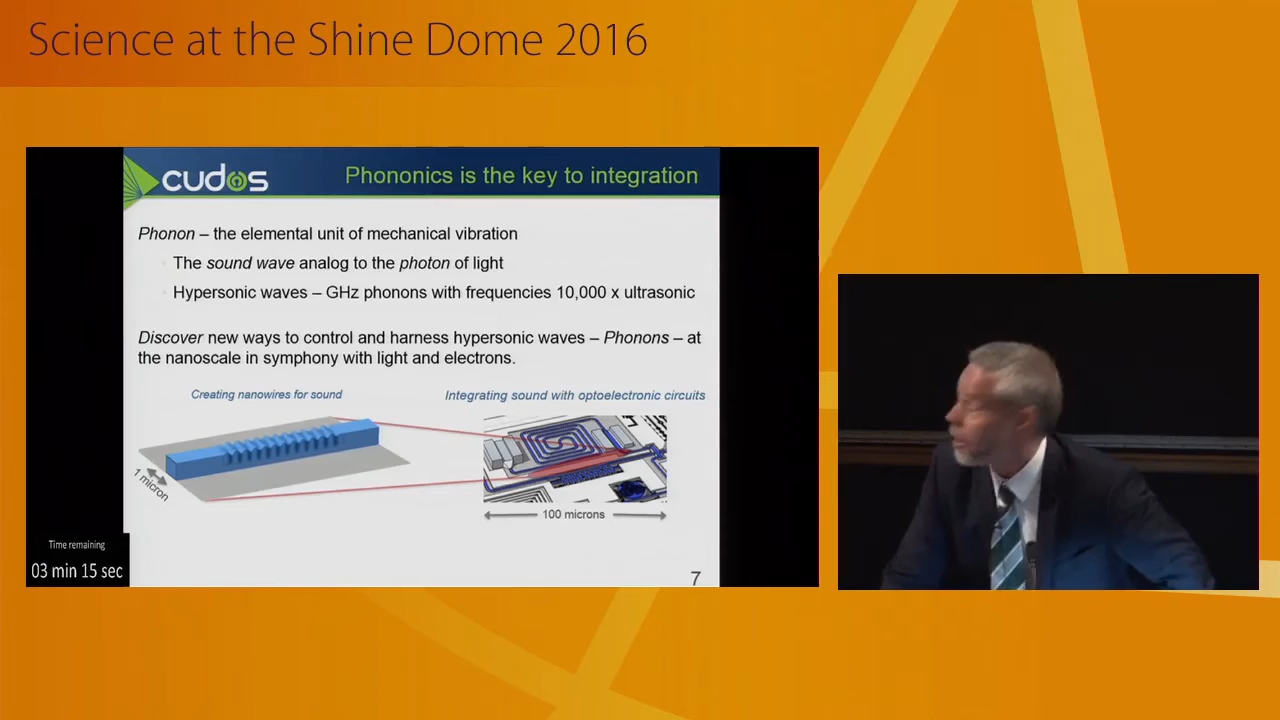 Science at the Shine Dome 2016
cudos
Phononics is the key to integration
Phonon – the elemental unit of mechanical vibration
The sound wave analog to the photon of light
Hypersonic waves – GHz phonons with frequencies 10,000 x ultrasonic
Discover new ways to control and harness hypersonic waves – Phonons – at
the nanoscale in symphony with light and electrons.
Creating nanowires for sound
Integrating sound with optoelectronic circuits
1 micron
100 microns
Time remaining
03 min 15 sec
7